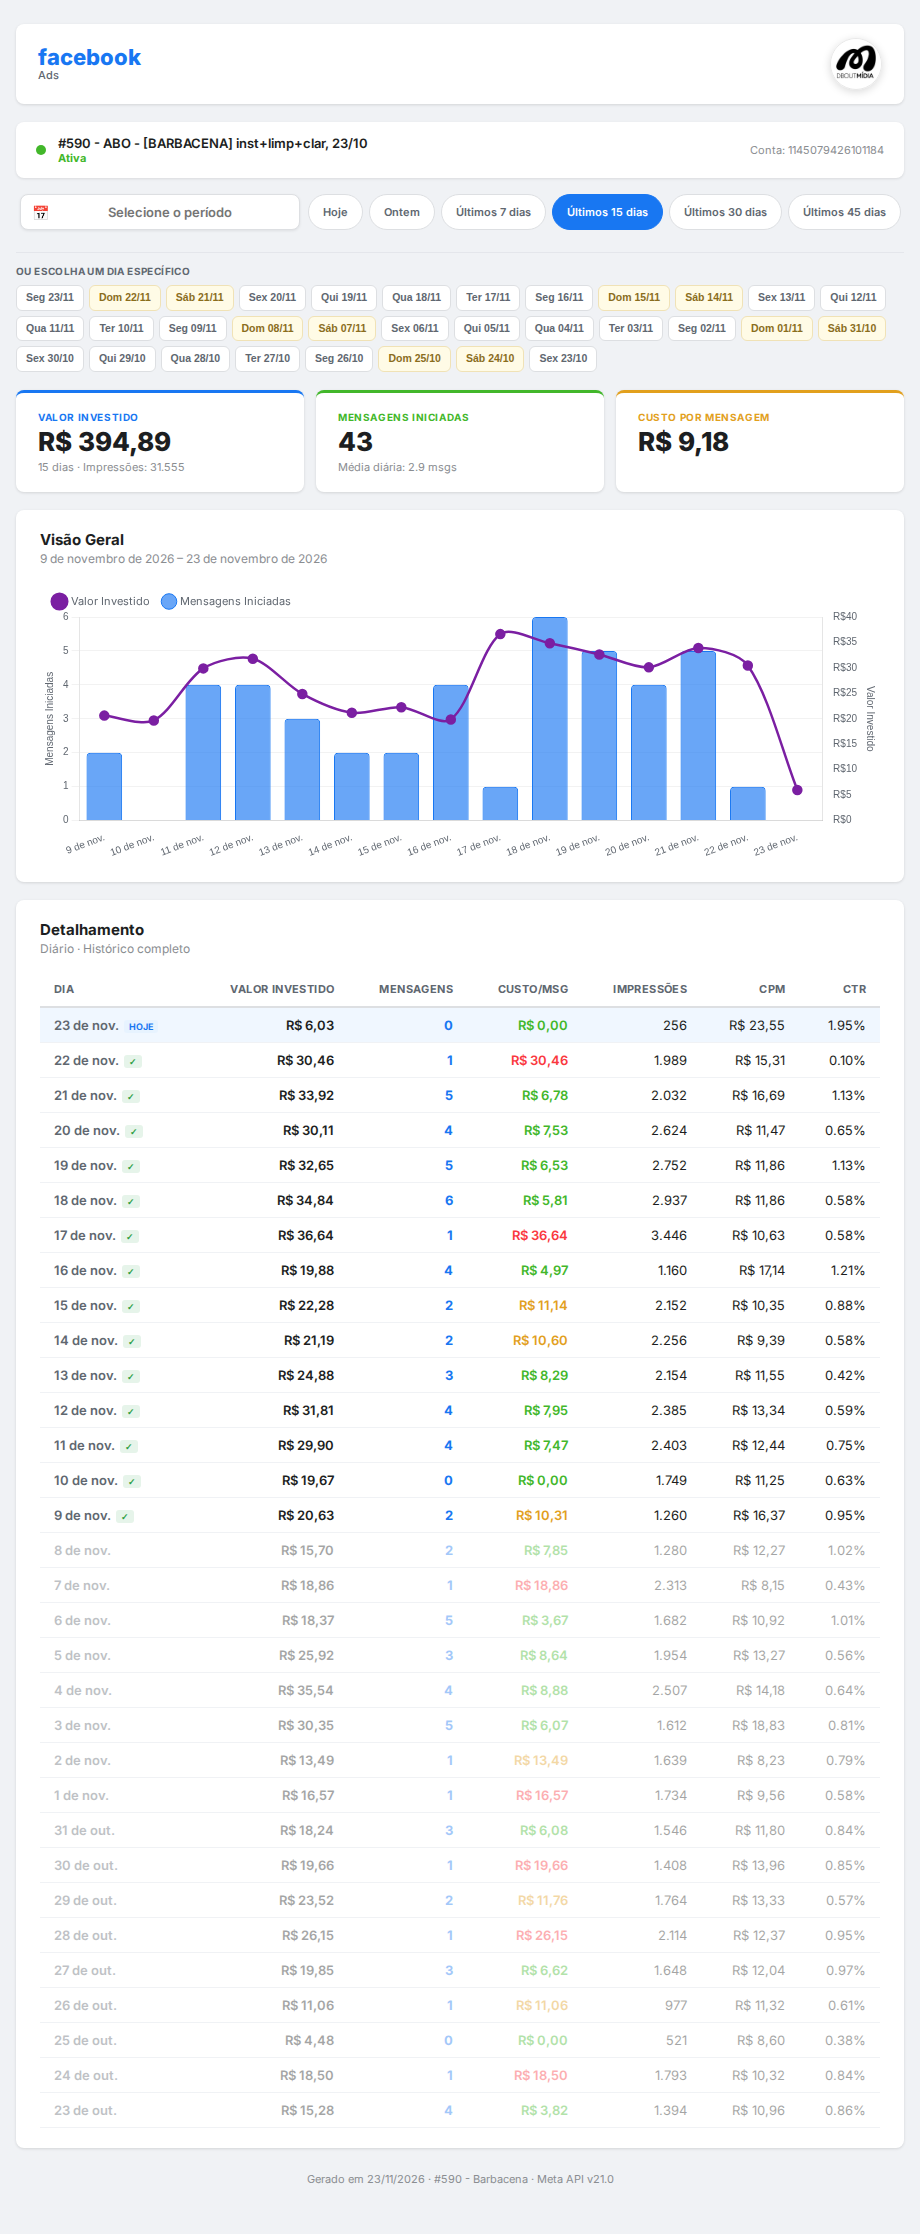 facebook
Ads
DBOUTMÍDIA
#590 - ABO - [BARBACENA] inst+limp+clar, 23/10
Ativa
Conta: 1145079426101184
Selecione o período
Hoje
Ontem
Últimos 7 dias
Últimos 15 dias
Últimos 30 dias
Últimos 45 dias
OU ESCOLHA UM DIA ESPECÍFICO
Seg 23/11 Dom 22/11 Sáb 21/11 Sex 20/11 Qui 19/11 Qua 18/11 Ter 17/11 Seg 16/11 Dom 15/11 Sáb 14/11 Sex 13/11 Qui 12/11
Qua 11/11 Ter 10/11 Seg 09/11 Dom 08/11 Sáb 07/11 Sex 06/11 Qui 05/11 Qua 04/11 Ter 03/11 Seg 02/11 Dom 01/11 Sáb 31/10
Sex 30/10 Qui 29/10 Qua 28/10 Ter 27/10 Seg 26/10 Dom 25/10 Sáb 24/10 Sex 23/10
VALOR INVESTIDO
R$ 394,89
15 dias · Impressões: 31.555
MENSAGENS INICIADAS
43
Média diária: 2.9 msgs
CUSTO POR MENSAGEM
R$ 9,18
Visão Geral
9 de novembro de 2026 – 23 de novembro de 2026
Valor Investido
Mensagens Iniciadas
Mensagens Iniciadas
6
5
4
3
2
1
0
R$40
R$35
R$30
R$25
R$20
R$15
R$10
R$5
R$0
Valor Investido
9 de nov. 10 de nov. 11 de nov. 12 de nov. 13 de nov. 14 de nov. 15 de nov. 16 de nov. 17 de nov. 18 de nov. 19 de nov. 20 de nov. 21 de nov. 22 de nov. 23 de nov.
Detalhamento
Diário · Histórico completo
DIA VALOR INVESTIDO MENSAGENS CUSTO/MSG IMPRESSÕES CPM CTR
23 de nov. HOJE R$ 6,03 0 R$ 0,00 256 R$ 23,55 1.95%
22 de nov. ✓ R$ 30,46 1 R$ 30,46 1.989 R$ 15,31 0.10%
21 de nov. ✓ R$ 33,92 5 R$ 6,78 2.032 R$ 16,69 1.13%
20 de nov. ✓ R$ 30,11 4 R$ 7,53 2.624 R$ 11,47 0.65%
19 de nov. ✓ R$ 32,65 5 R$ 6,53 2.752 R$ 11,86 1.13%
18 de nov. ✓ R$ 34,84 6 R$ 5,81 2.937 R$ 11,86 0.58%
17 de nov. ✓ R$ 36,64 1 R$ 36,64 3.446 R$ 10,63 0.58%
16 de nov. ✓ R$ 19,88 4 R$ 4,97 1.160 R$ 17,14 1.21%
15 de nov. ✓ R$ 22,28 2 R$ 11,14 2.152 R$ 10,35 0.88%
14 de nov. ✓ R$ 21,19 2 R$ 10,60 2.256 R$ 9,39 0.58%
13 de nov. ✓ R$ 24,88 3 R$ 8,29 2.154 R$ 11,55 0.42%
12 de nov. ✓ R$ 31,81 4 R$ 7,95 2.385 R$ 13,34 0.59%
11 de nov. ✓ R$ 29,90 4 R$ 7,47 2.403 R$ 12,44 0.75%
10 de nov. ✓ R$ 19,67 0 R$ 0,00 1.749 R$ 11,25 0.63%
9 de nov. ✓ R$ 20,63 2 R$ 10,31 1.260 R$ 16,37 0.95%
8 de nov. R$ 15,70 2 R$ 7,85 1.280 R$ 12,27 1.02%
7 de nov. R$ 18,86 1 R$ 18,86 2.313 R$ 8,15 0.43%
6 de nov. R$ 18,37 5 R$ 3,67 1.682 R$ 10,92 1.01%
5 de nov. R$ 25,92 3 R$ 8,64 1.954 R$ 13,27 0.56%
4 de nov. R$ 35,54 4 R$ 8,88 2.507 R$ 14,18 0.64%
3 de nov. R$ 30,35 5 R$ 6,07 1.612 R$ 18,83 0.81%
2 de nov. R$ 13,49 1 R$ 13,49 1.639 R$ 8,23 0.79%
1 de nov. R$ 16,57 1 R$ 16,57 1.734 R$ 9,56 0.58%
31 de out. R$ 18,24 3 R$ 6,08 1.546 R$ 11,80 0.84%
30 de out. R$ 19,66 1 R$ 19,66 1.408 R$ 13,96 0.85%
29 de out. R$ 23,52 2 R$ 11,76 1.764 R$ 13,33 0.57%
28 de out. R$ 26,15 1 R$ 26,15 2.114 R$ 12,37 0.95%
27 de out. R$ 19,85 3 R$ 6,62 1.648 R$ 12,04 0.97%
26 de out. R$ 11,06 1 R$ 11,06 977 R$ 11,32 0.61%
25 de out. R$ 4,48 0 R$ 0,00 521 R$ 8,60 0.38%
24 de out. R$ 18,50 1 R$ 18,50 1.793 R$ 10,32 0.84%
23 de out. R$ 15,28 4 R$ 3,82 1.394 R$ 10,96 0.86%
Gerado em 23/11/2026 · #590 - Barbacena · Meta API v21.0